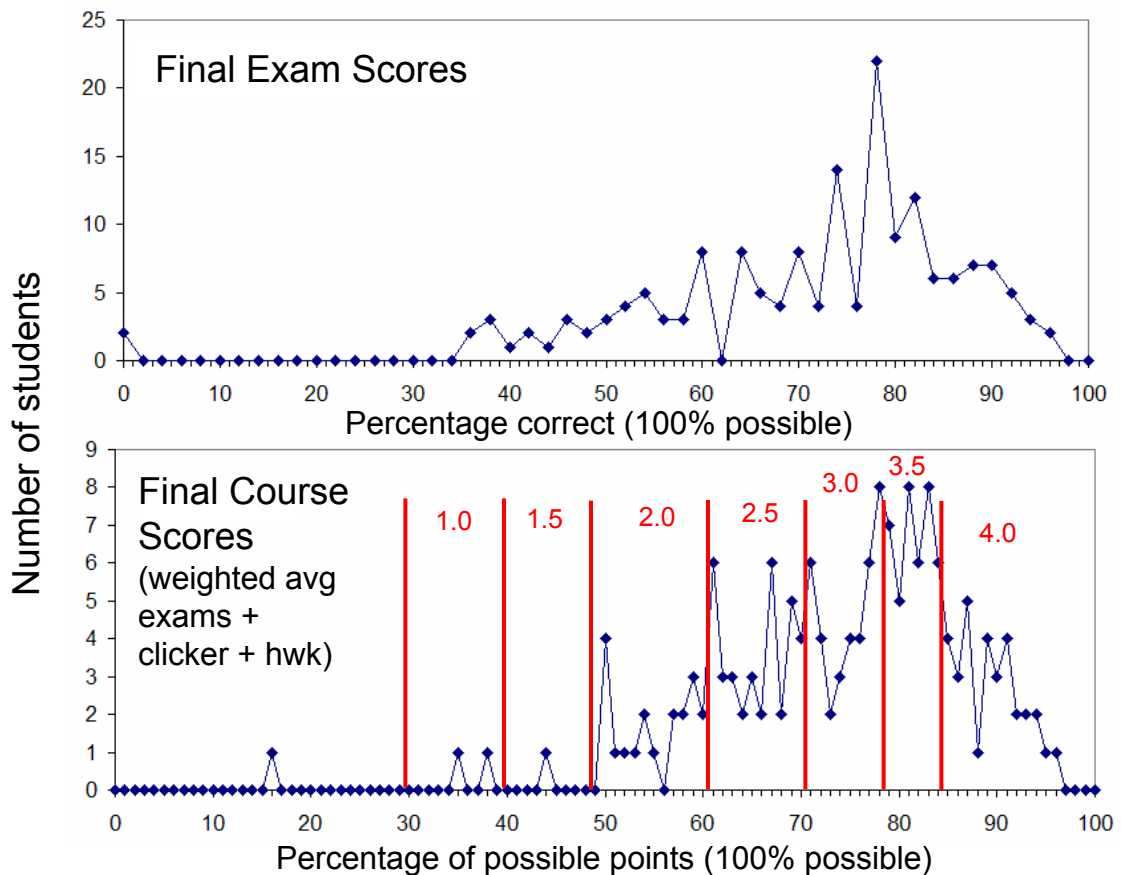 Number of students
Final Exam Scores
25
20
15
10
5
0
0 10 20 30 40 50 60 70 80 90 100
Percentage correct (100% possible)
Final Course
Scores
(weighted avg
exams +
clicker + hwk)
9
8
7
6
5
4
3
2
1
0
1.0 1.5 2.0 2.5 3.0 3.5 4.0
0 10 20 30 40 50 60 70 80 90 100
Percentage of possible points (100% possible)